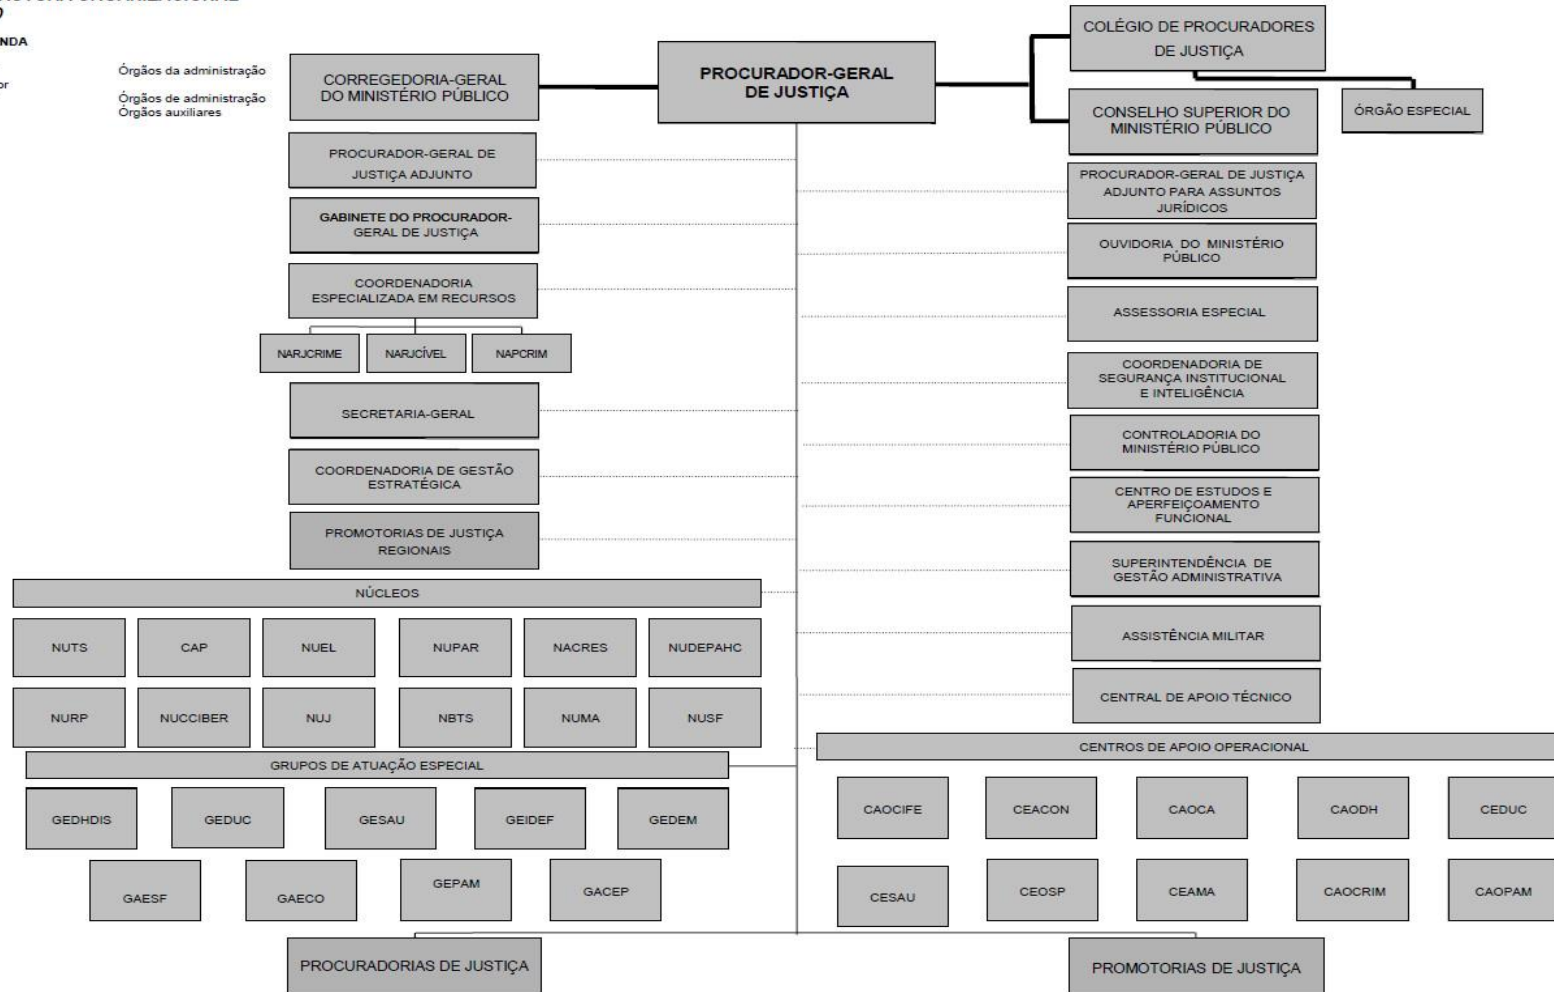 NDA
or
Órgãos da administração
Órgãos de administração
Órgãos auxiliares
CORREGEDORIA-GERAL
DO MINISTÉRIO PÚBLICO
PROCURADOR-GERAL
DE JUSTIÇA
COLÉGIO DE PROCURADORES
DE JUSTIÇA
CONSELHO SUPERIOR DO
MINISTÉRIO PÚBLICO
ÓRGÃO ESPECIAL
PROCURADOR-GERAL DE
JUSTIÇA ADJUNTO
GABINETE DO PROCURADOR-
GERAL DE JUSTIÇA
COORDENADORIA
ESPECIALIZADA EM RECURSOS
NARJCRIME
NARJCÍVEL
NAPCRIM
SECRETARIA-GERAL
COORDENADORIA DE GESTÃO
ESTRATÉGICA
PROMOTORIAS DE JUSTIÇA
REGIONAIS
PROCURADOR-GERAL DE JUSTIÇA
ADJUNTO PARA ASSUNTOS
JURÍDICOS
OUVIDORIA DO MINISTÉRIO
PÚBLICO
ASSESSORIA ESPECIAL
COORDENADORIA DE
SEGURANÇA INSTITUCIONAL
E INTELIGÊNCIA
CONTROLADORIA DO
MINISTÉRIO PÚBLICO
CENTRO DE ESTUDOS E
APERFEIÇOAMENTO
FUNCIONAL
SUPERINTENDÊNCIA DE
GESTÃO ADMINISTRATIVA
ASSISTÊNCIA MILITAR
CENTRAL DE APOIO TÉCNICO
NÚCLEOS
NUTS
CAP
NUEL
NUPAR
NACRES
NUDEPAHC
NURP
NUCCIBER
NUJ
NBTS
NUMA
NUSF
GRUPOS DE ATUAÇÃO ESPECIAL
GEDHDIS
GEDUC
GESAU
GEIDEF
GEDEM
GAESF
GAECO
GEPAM
GACEP
CENTROS DE APOIO OPERACIONAL
CAOCIFE
CEACON
CAOCA
CAODH
CEDUC
CESAU
CEOSP
CEAMA
CAOCRIM
CAOPAM
PROCURADORIAS DE JUSTIÇA
PROMOTORIAS DE JUSTIÇA